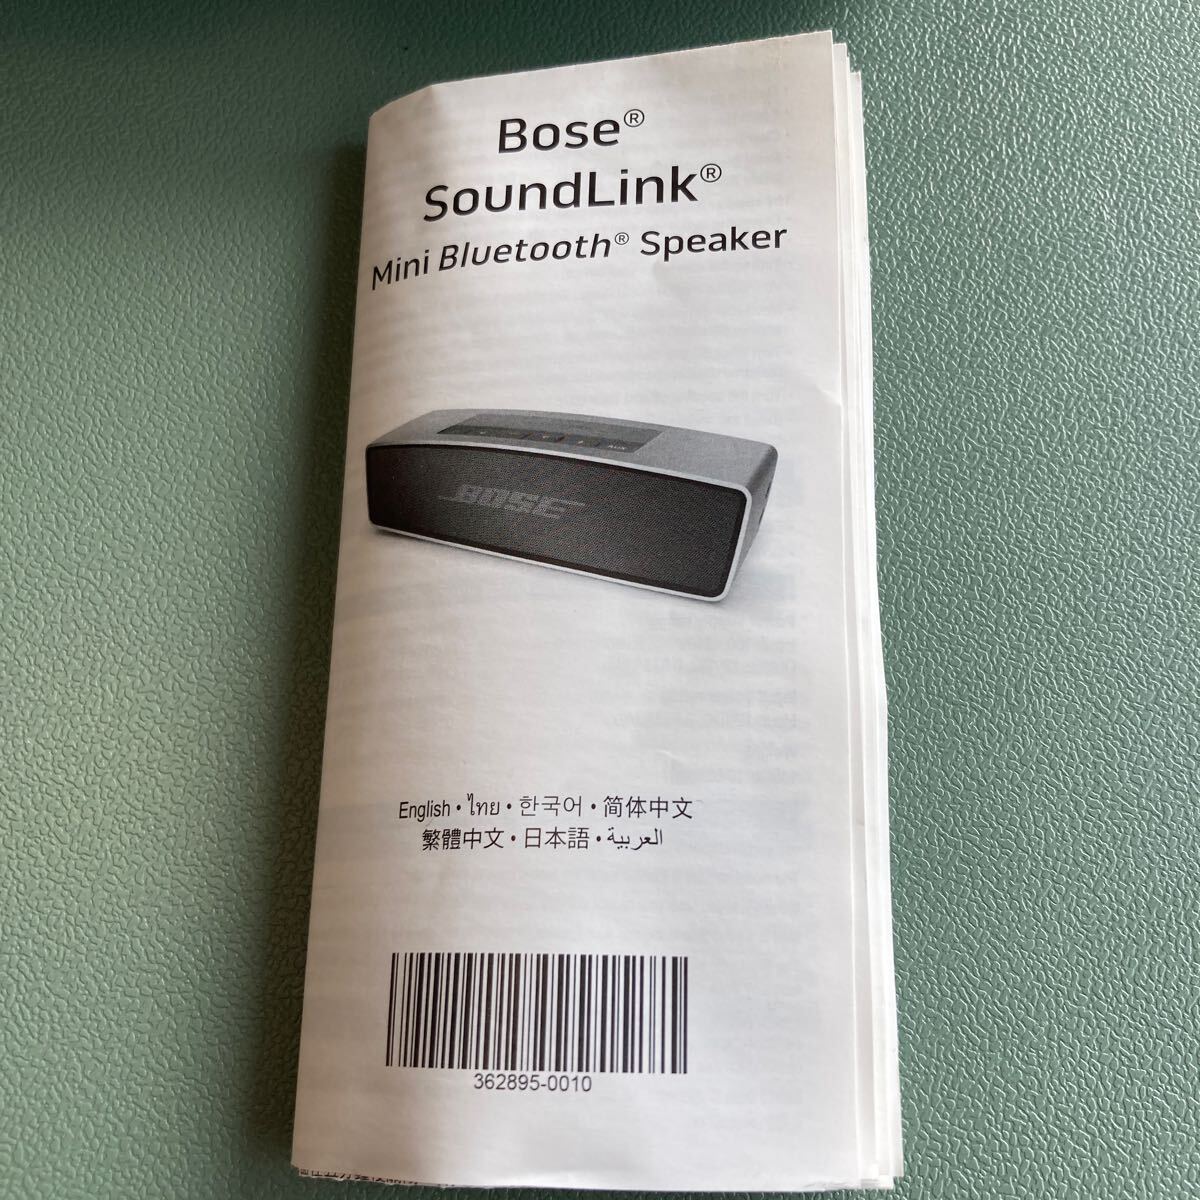 Bose®
SoundLink®
Mini Bluetooth® Speaker
AUX
BOSE
English • ไทย • 한국어 • 简体中文
繁體中文 • 日本語 • العربية
362895-0010